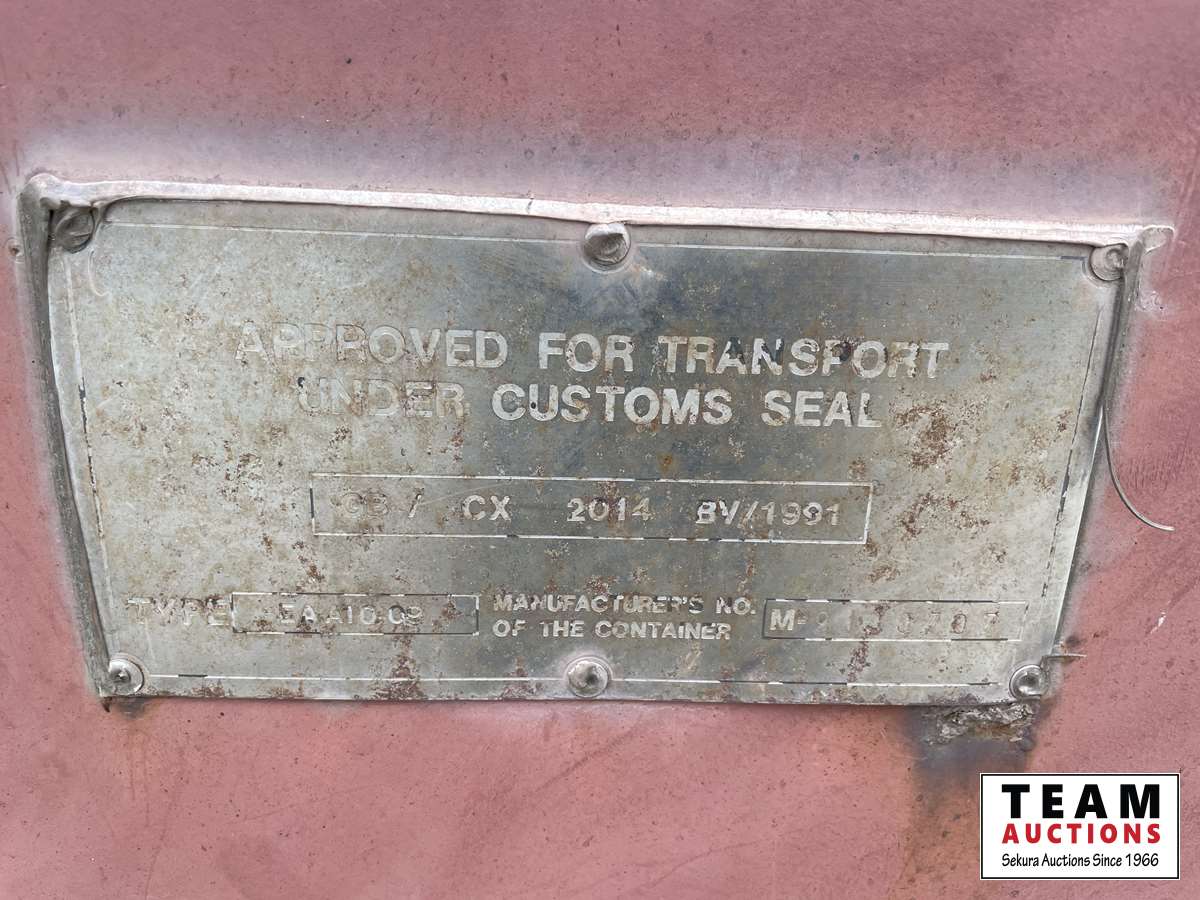 APPROVED FOR TRANSPORT
UNDER CUSTOMS SEAL
GB / CX 2014 BV/1991
TYPE MANUFACTURER'S NO.
OF THE CONTAINER
TEAM
AUCTIONS
Sekura Auctions Since 1966